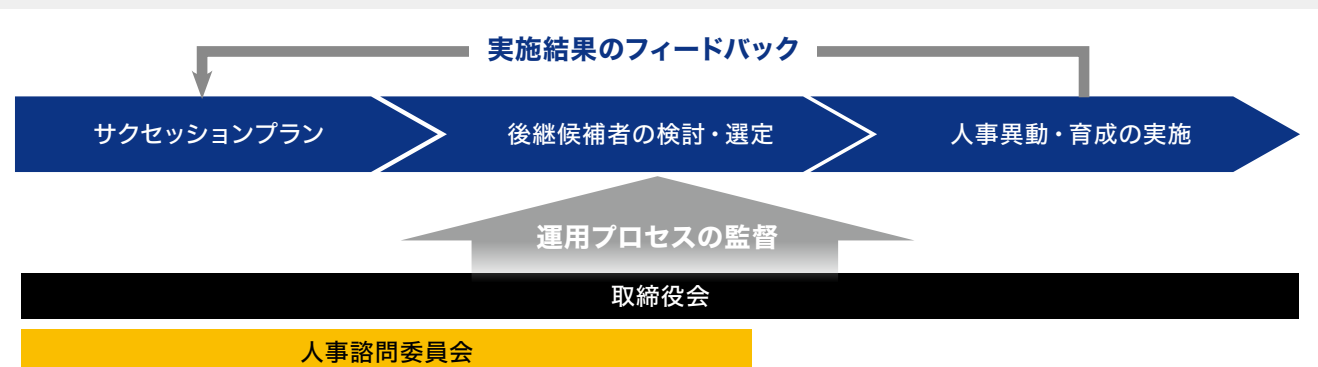 実施結果のフィードバック
サクセッションプラン
後継候補者の検討・選定
人事異動・育成の実施
運用プロセスの監督
取締役会
人事諮問委員会